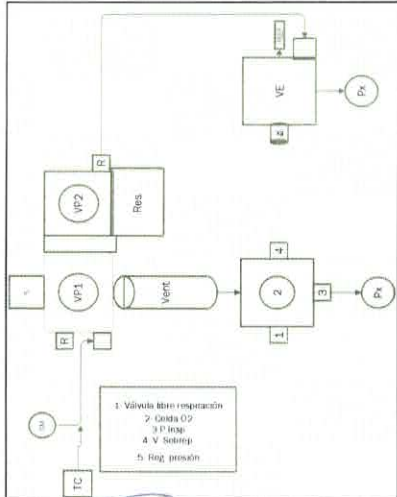 VP1
VP2
R
R
Res
Vent
VE
4
Px
1
2
4
3
Px
TC
1- Válvula libre respiración
2- Celda O2
3 P Insp
4- V. Sobrep
5. Reg. presión